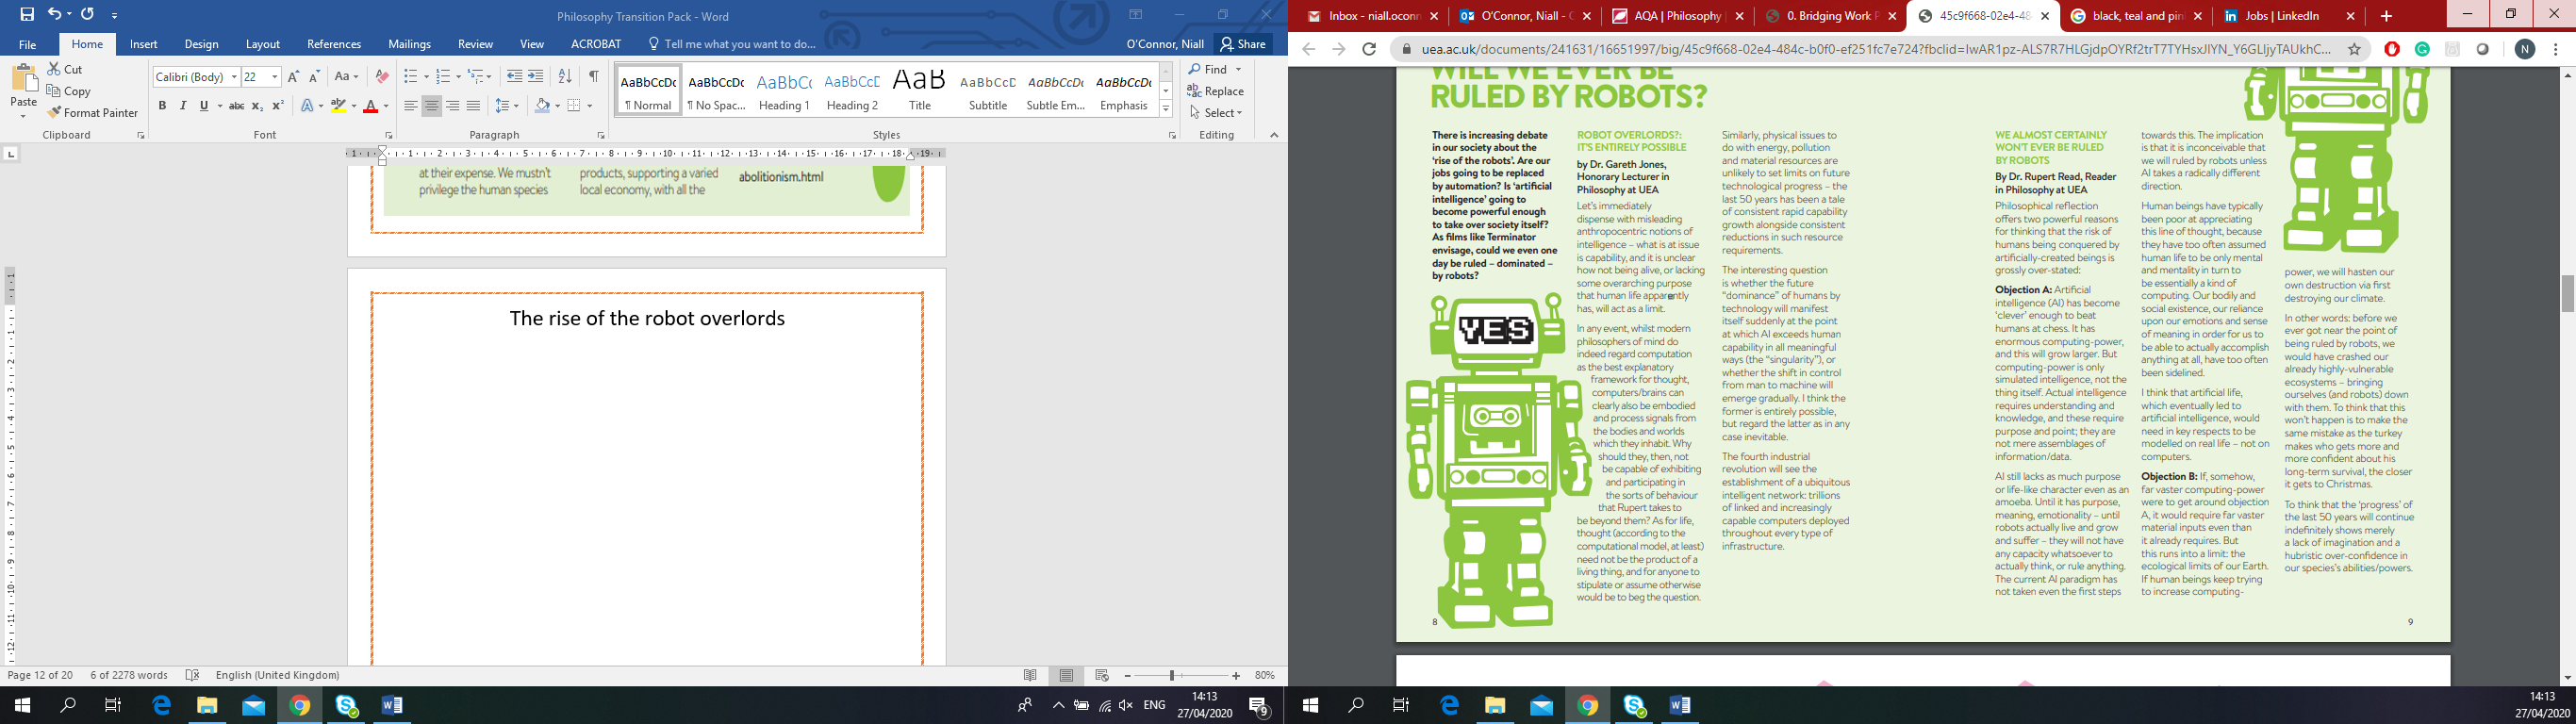 Philosophy Transition Pack - Word
File Home Insert Design Layout References Mailings Review View ACROBAT Tell me what you want to do... O'Connor, Niall Share
Paste
Cut
Copy
Format Painter
Clipboard
Calibri (Body) 22
Font
Paragraph
AaBbCcDc AaBbCcDc AaBbCc AaBbCcD AaB AaBbCcD AaBbCcDc AaBbCcDc
¶ Normal ¶ No Spac... Heading 1 Heading 2 Title Subtitle Subtle Em... Emphasis
Styles
Find
Replace
Select
Editing
at their expense. We mustn't
privilege the human species
products, supporting a varied
local economy, with all the
abolitionism.html
The rise of the robot overlords
Page 12 of 20 6 of 2278 words English (United Kingdom) 80%
ENG 14:13
27/04/2020
Inbox - niall.oconn
O'Connor, Niall - C
AQA | Philosophy
0. Bridging Work P
45c9f668-02e4-48
black, teal and pin
Jobs | LinkedIn
uea.ac.uk/documents/241631/16651997/big/45c9f668-02e4-484c-b0f0-ef251fc7e724?fbclid=IwAR1pz-ALS7R7HLGjdpOYRf2trT7TYHsxJIYN_Y6GLIjyTAUkhC...
WILL WE EVER BE
RULED BY ROBOTS?
There is increasing debate
in our society about the
'rise of the robots'. Are our
jobs going to be replaced
by automation? Is 'artificial
intelligence' going to
become powerful enough
to take over society itself?
As films like Terminator
envisage, could we even one
day be ruled – dominated –
by robots?
YES
8
ROBOT OVERLORDS?:
IT'S ENTIRELY POSSIBLE
by Dr. Gareth Jones,
Honorary Lecturer in
Philosophy at UEA
Let's immediately
dispense with misleading
anthropocentric notions of
intelligence – what is at issue
is capability, and it is unclear
how not being alive, or lacking
some overarching purpose
that human life apparently
has, will act as a limit.
In any event, whilst modern
philosophers of mind do
indeed regard computation
as the best explanatory
framework for thought,
computers/brains can
clearly also be embodied
and process signals from
the bodies and worlds
which they inhabit. Why
should they, then, not
be capable of exhibiting
and participating in
the sorts of behaviour
that Rupert takes to
be beyond them? As for life,
thought (according to the
computational model, at least)
need not be the product of a
living thing, and for anyone to
stipulate or assume otherwise
would be to beg the question.
Similarly, physical issues to
do with energy, pollution
and material resources are
unlikely to set limits on future
technological progress – the
last 50 years has been a tale
of consistent rapid capability
growth alongside consistent
reductions in such resource
requirements.
The interesting question
is whether the future
"dominance" of humans by
technology will manifest
itself suddenly at the point
at which AI exceeds human
capability in all meaningful
ways (the "singularity"), or
whether the shift in control
from man to machine will
emerge gradually. I think the
former is entirely possible,
but regard the latter as in any
case inevitable.
The fourth industrial
revolution will see the
establishment of a ubiquitous
intelligent network: trillions
of linked and increasingly
capable computers deployed
throughout every type of
infrastructure.
WE ALMOST CERTAINLY
WON'T EVER BE RULED
BY ROBOTS
By Dr. Rupert Read, Reader
in Philosophy at UEA
Philosophical reflection
offers two powerful reasons
for thinking that the risk of
humans being conquered by
artificially-created beings is
grossly over-stated:
Objection A: Artificial
intelligence (AI) has become
'clever' enough to beat
humans at chess. It has
enormous computing-power,
and this will grow larger. But
computing-power is only
simulated intelligence, not the
thing itself. Actual intelligence
requires understanding and
knowledge, and these require
purpose and point; they are
not mere assemblages of
information/data.
AI still lacks as much purpose
or life-like character even as an
amoeba. Until it has purpose,
meaning, emotionality – until
robots actually live and grow
and suffer – they will not have
any capacity whatsoever to
actually think, or rule anything.
The current AI paradigm has
not taken even the first steps
towards this. The implication
is that it is inconceivable that
we will ruled by robots unless
AI takes a radically different
direction.
Human beings have typically
been poor at appreciating
this line of thought, because
they have too often assumed
human life to be only mental
and mentality in turn to
be essentially a kind of
computing. Our bodily and
social existence, our reliance
upon our emotions and sense
of meaning in order for us to
be able to actually accomplish
anything at all, have too often
been sidelined.
I think that artificial life,
which eventually led to
artificial intelligence, would
need in key respects to be
modelled on real life – not on
computers.
Objection B: If, somehow,
far vaster computing-power
were to get around objection
A, it would require far vaster
material inputs even than
it already requires. But
this runs into a limit: the
ecological limits of our Earth.
If human beings keep trying
to increase computing-
power, we will hasten our
own destruction via first
destroying our climate.
In other words: before we
ever got near the point of
being ruled by robots, we
would have crashed our
already highly-vulnerable
ecosystems – bringing
ourselves (and robots) down
with them. To think that this
won't happen is to make the
same mistake as the turkey
makes who gets more and
more confident about his
long-term survival, the closer
it gets to Christmas.
To think that the 'progress' of
the last 50 years will continue
indefinitely shows merely
a lack of imagination and a
hubristic over-confidence in
our species's abilities/powers.
9
14:13
27/04/2020